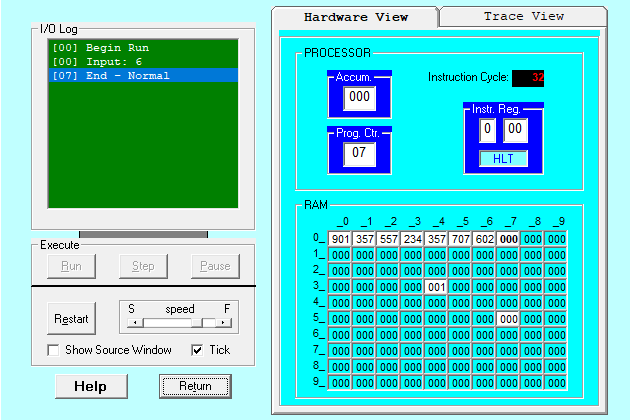 I/O Log
[00] Begin Run
[00] Input: 6
[07] End - Normal
Execute
Run Step Pause
Restart
S speed F
Show Source Window Tick
Help Return
Hardware View Trace View
PROCESSOR
Accum.
000
Instruction Cycle: 32
Prog. Ctr.
07
Instr. Reg.
0 00
HLT
RAM
_0 _1 _2 _3 _4 _5 _6 _7 _8 _9
0_ 901 357 557 234 357 707 602 000 000 000
1_ 000 000 000 000 000 000 000 000 000 000
2_ 000 000 000 000 000 000 000 000 000 000
3_ 000 000 000 000 001 000 000 000 000 000
4_ 000 000 000 000 000 000 000 000 000 000
5_ 000 000 000 000 000 000 000 000 000 000
6_ 000 000 000 000 000 000 000 000 000 000
7_ 000 000 000 000 000 000 000 000 000 000
8_ 000 000 000 000 000 000 000 000 000 000
9_ 000 000 000 000 000 000 000 000 000 000